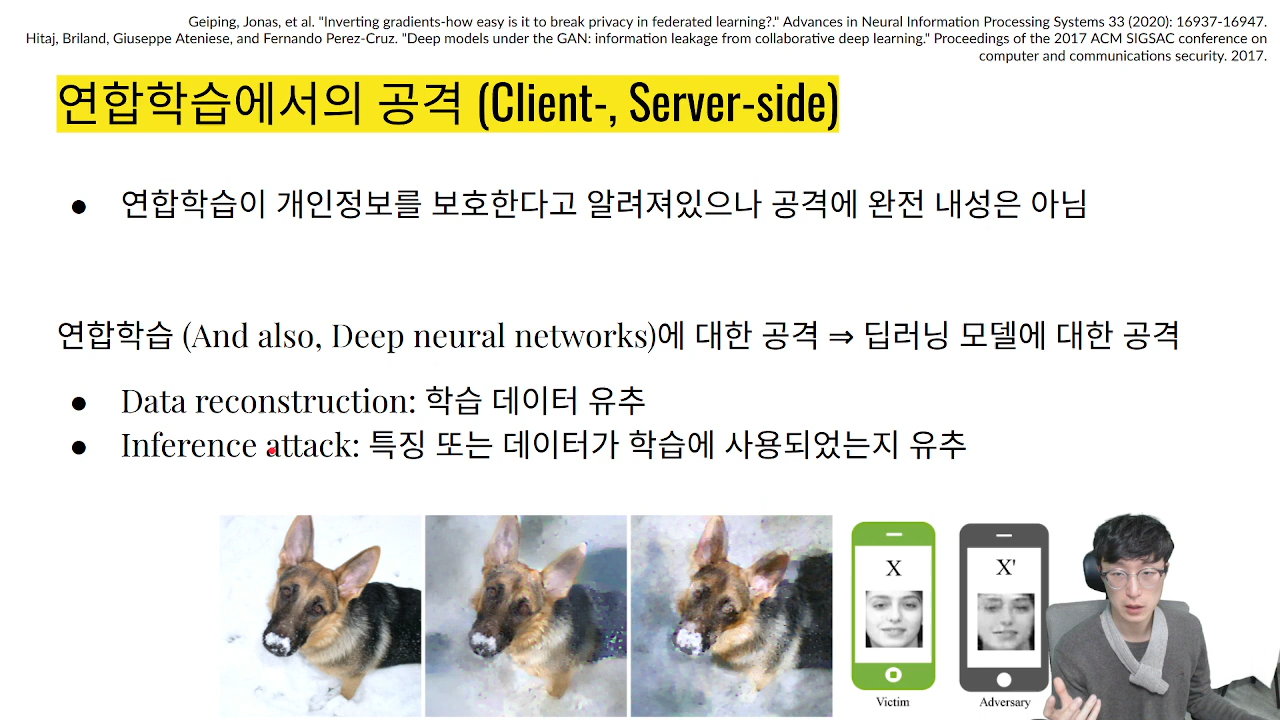 Geiping, Jonas, et al. "Inverting gradients-how easy is it to break privacy in federated learning?." Advances in Neural Information Processing Systems 33 (2020): 16937-16947.
Hitaj, Briland, Giuseppe Ateniese, and Fernando Perez-Cruz. "Deep models under the GAN: information leakage from collaborative deep learning." Proceedings of the 2017 ACM SIGSAC conference on
computer and communications security. 2017.
연합학습에서의 공격 (Client-, Server-side)
● 연합학습이 개인정보를 보호한다고 알려져있으나 공격에 완전 내성은 아님
연합학습 (And also, Deep neural networks)에 대한 공격 ⇒ 딥러닝 모델에 대한 공격
● Data reconstruction: 학습 데이터 유추
● Inference attack: 특징 또는 데이터가 학습에 사용되었는지 유추
X
X'
Victim
Adversary